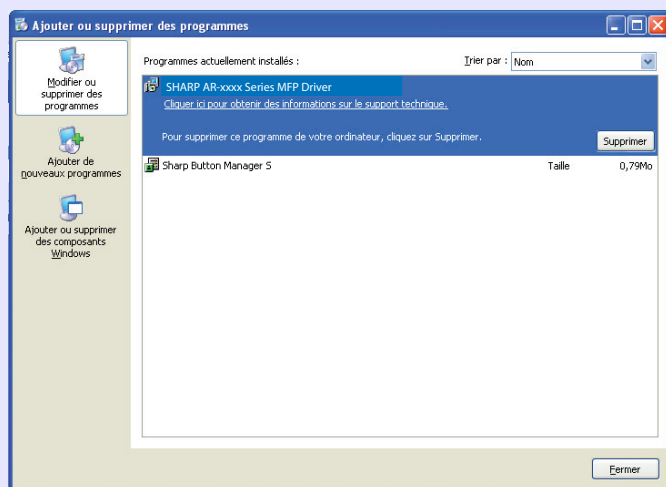 Ajouter ou supprimer des programmes
Modifier ou
supprimer des
programmes
Ajouter de
nouveaux programmes
Ajouter ou supprimer
des composants
Windows
Programmes actuellement installés :
Trier par :
Nom
SHARP AR-xxxx Series MFP Driver
Cliquer ici pour obtenir des informations sur le support technique.
Pour supprimer ce programme de votre ordinateur, cliquez sur Supprimer.
Supprimer
Sharp Button Manager S
Taille
0,79Mo
Fermer